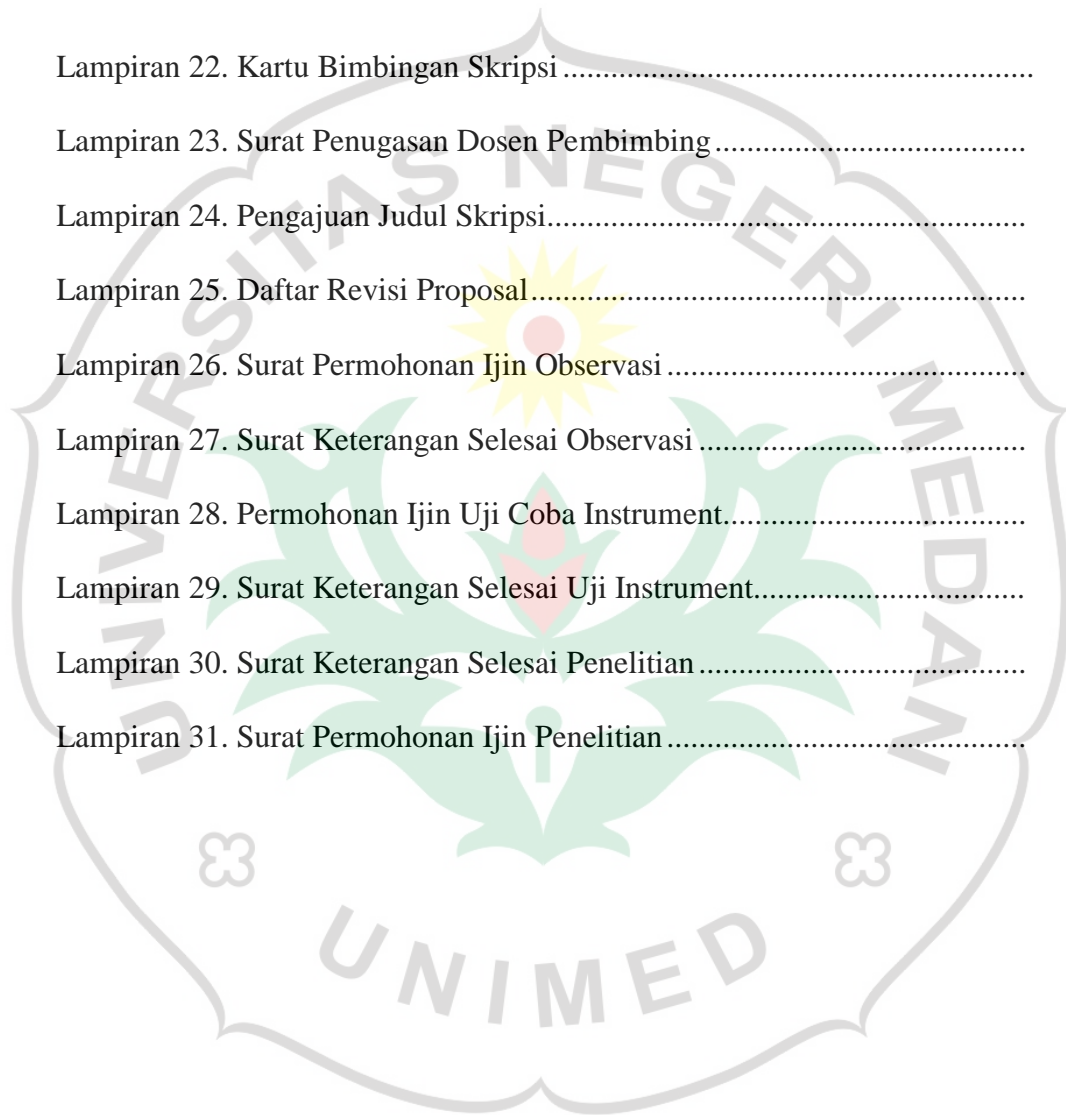 Lampiran 22. Kartu Bimbingan Skripsi ..........................................................
Lampiran 23. Surat Penugasan Dosen Pembimbing .......................................
Lampiran 24. Pengajuan Judul Skripsi............................................................
Lampiran 25. Daftar Revisi Proposal..............................................................
Lampiran 26. Surat Permohonan Ijin Observasi .............................................
Lampiran 27. Surat Keterangan Selesai Observasi .........................................
Lampiran 28. Permohonan Ijin Uji Coba Instrument......................................
Lampiran 29. Surat Keterangan Selesai Uji Instrument..................................
Lampiran 30. Surat Keterangan Selesai Penelitian .........................................
Lampiran 31. Surat Permohonan Ijin Penelitian .............................................
UNIVERSITAS NEGERI MEDAN
UNIMED